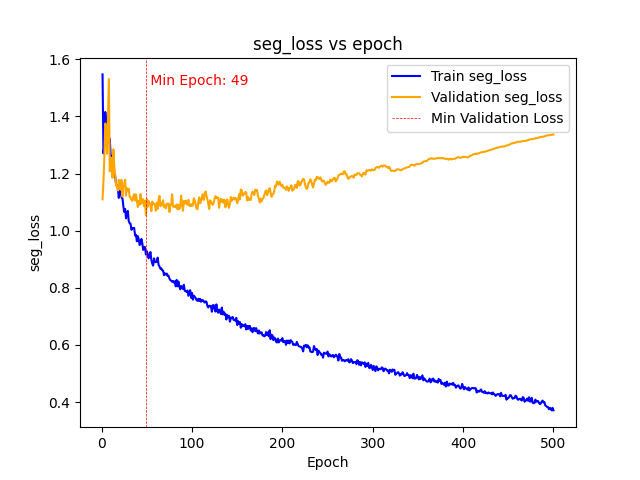 seg_loss vs epoch
1.6
1.4
1.2
1.0
0.8
0.6
0.4
seg_loss
Min Epoch: 49
Train seg_loss
Validation seg_loss
Min Validation Loss
0
100
200
300
400
500
Epoch